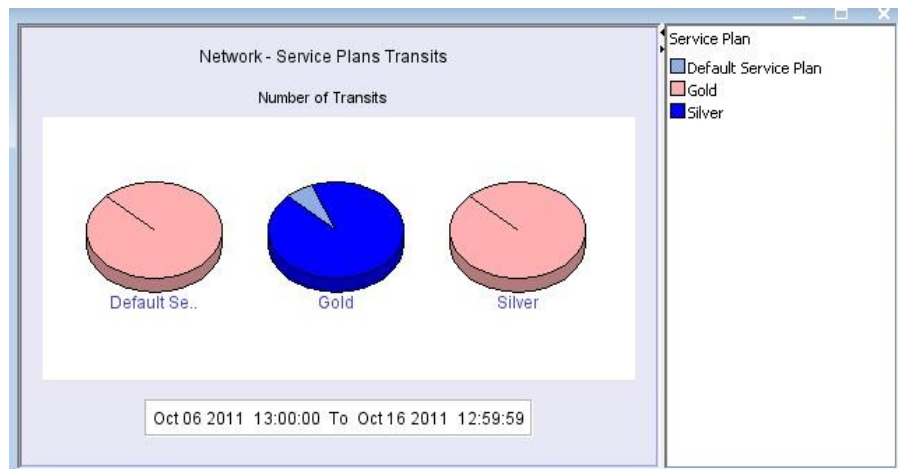 Network - Service Plans Transits
Number of Transits
Default Se..
Gold
Silver
Oct 06 2011 13:00:00 To Oct 16 2011 12:59:59
Service Plan
Default Service Plan
Gold
Silver